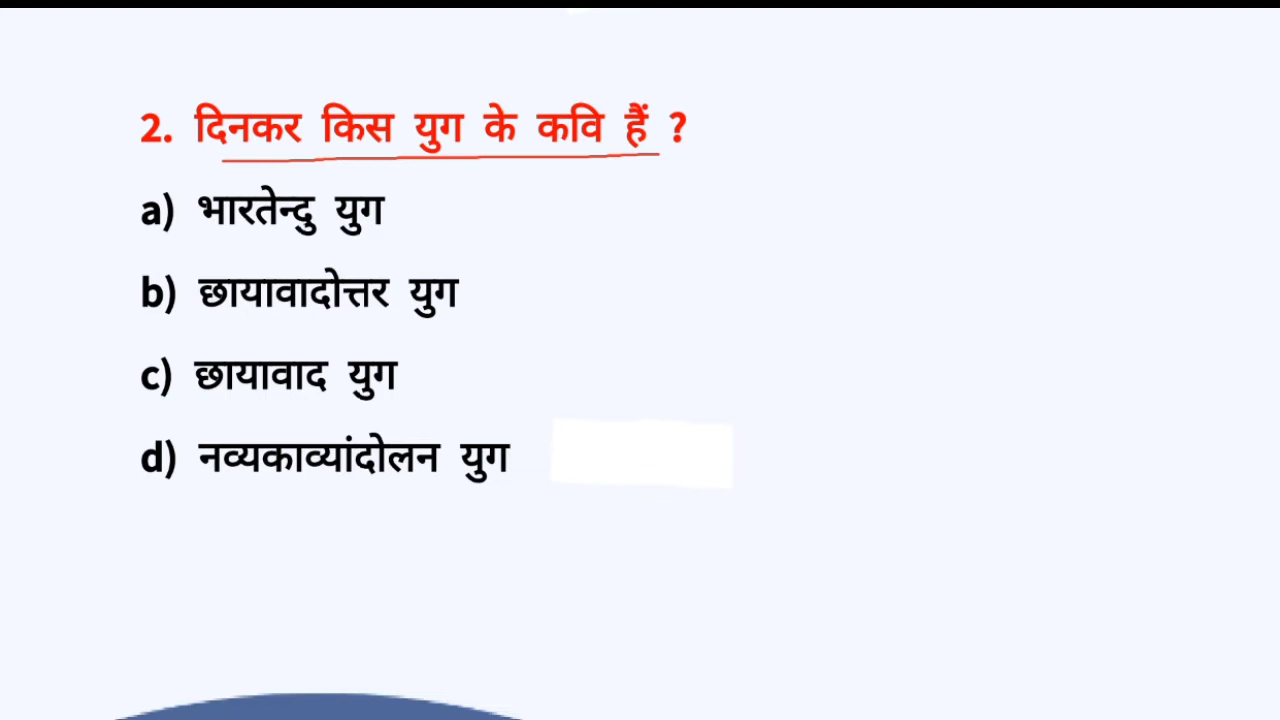 2. दिनकर किस युग के कवि हैं ?
a) भारतेन्दु युग
b) छायावादोत्तर युग
c) छायावाद युग
d) नव्यकाव्यांदोलन युग